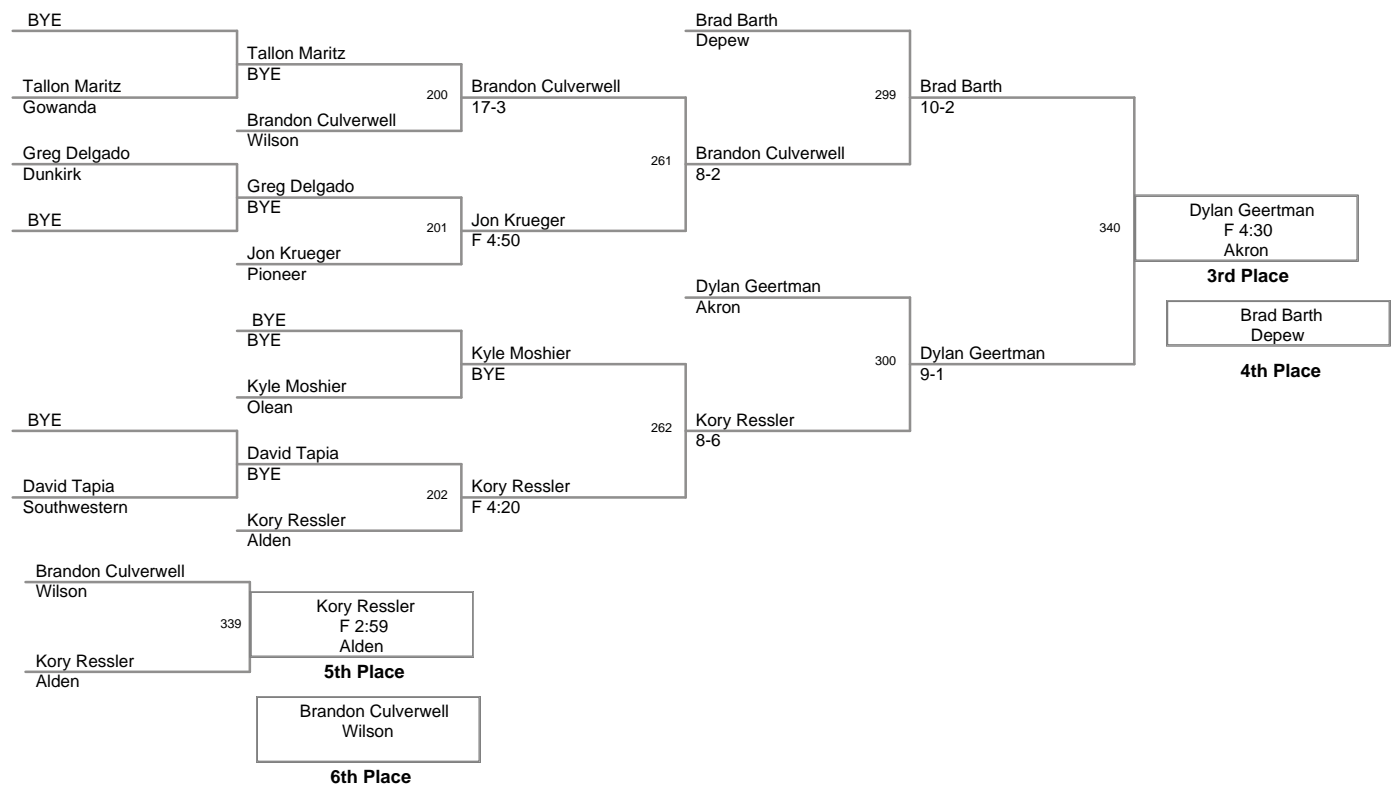 BYE
Tallon Maritz
Gowanda
Greg Delgado
Dunkirk
BYE
Tallon Maritz
BYE
200
Brandon Culverwell
Wilson
Greg Delgado
BYE
201
Jon Krueger
Pioneer
BYE
BYE
Kyle Moshier
Olean
BYE
David Tapia
Southwestern
David Tapia
BYE
202
Kory Ressler
Alden
Brandon Culverwell
17-3
261
Jon Krueger
F 4:50
Kyle Moshier
BYE
262
Kory Ressler
F 4:20
Brad Barth
Depew
299
Brandon Culverwell
8-2
Dylan Geertman
Akron
300
Kory Ressler
8-6
Brad Barth
10-2
340
Dylan Geertman
9-1
Dylan Geertman
F 4:30
Akron
3rd Place
Brad Barth
Depew
4th Place
Brandon Culverwell
Wilson
339
Kory Ressler
Alden
Kory Ressler
F 2:59
Alden
5th Place
Brandon Culverwell
Wilson
6th Place